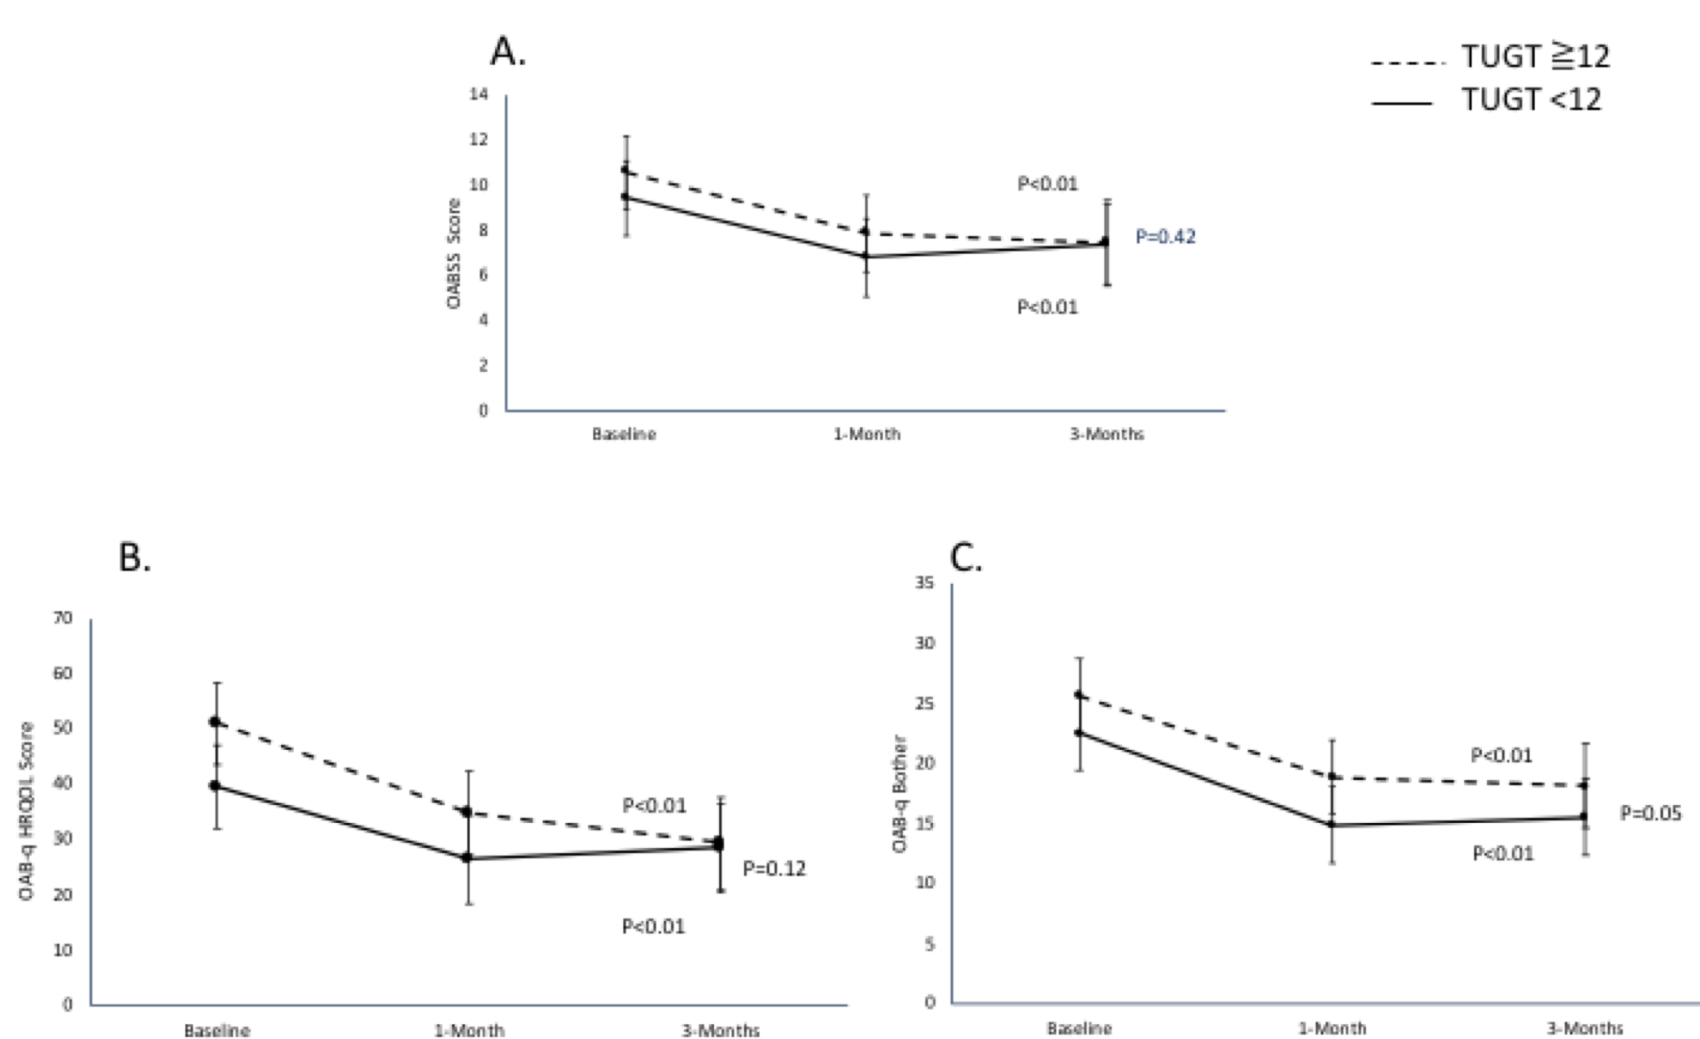 A.
TUGT ≧12
TUGT <12
14
12
10
8
6
4
2
0
OABSS Score
P<0.01
P=0.42
P<0.01
Baseline
1-Month
3-Months
B.
70
60
50
40
30
20
10
0
OAB-q HRQOL Score
P<0.01
P=0.12
P<0.01
Baseline
1-Month
3-Months
C.
35
30
25
20
15
10
5
0
OAB-q Bother
P<0.01
P=0.05
P<0.01
Baseline
1-Month
3-Months